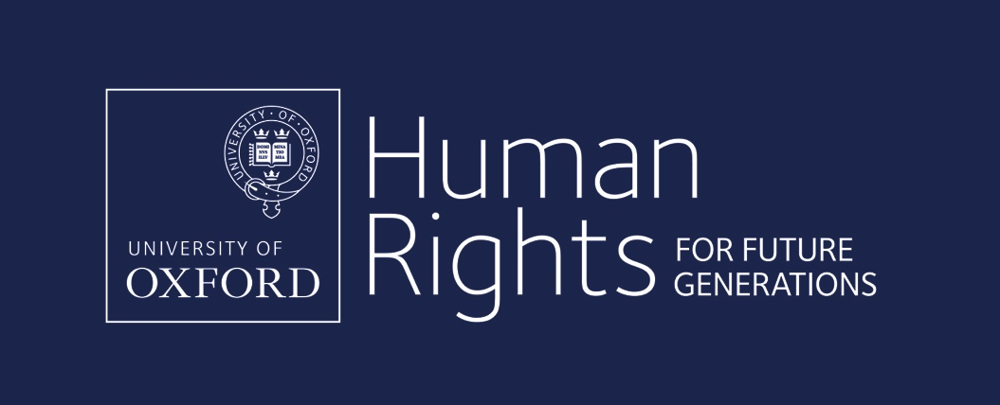 UNIVERSITY · OF · OXFORD
DOMI MINA
NVS TIO
ILLV MEA
UNIVERSITY OF
OXFORD
Human
Rights FOR FUTURE
GENERATIONS